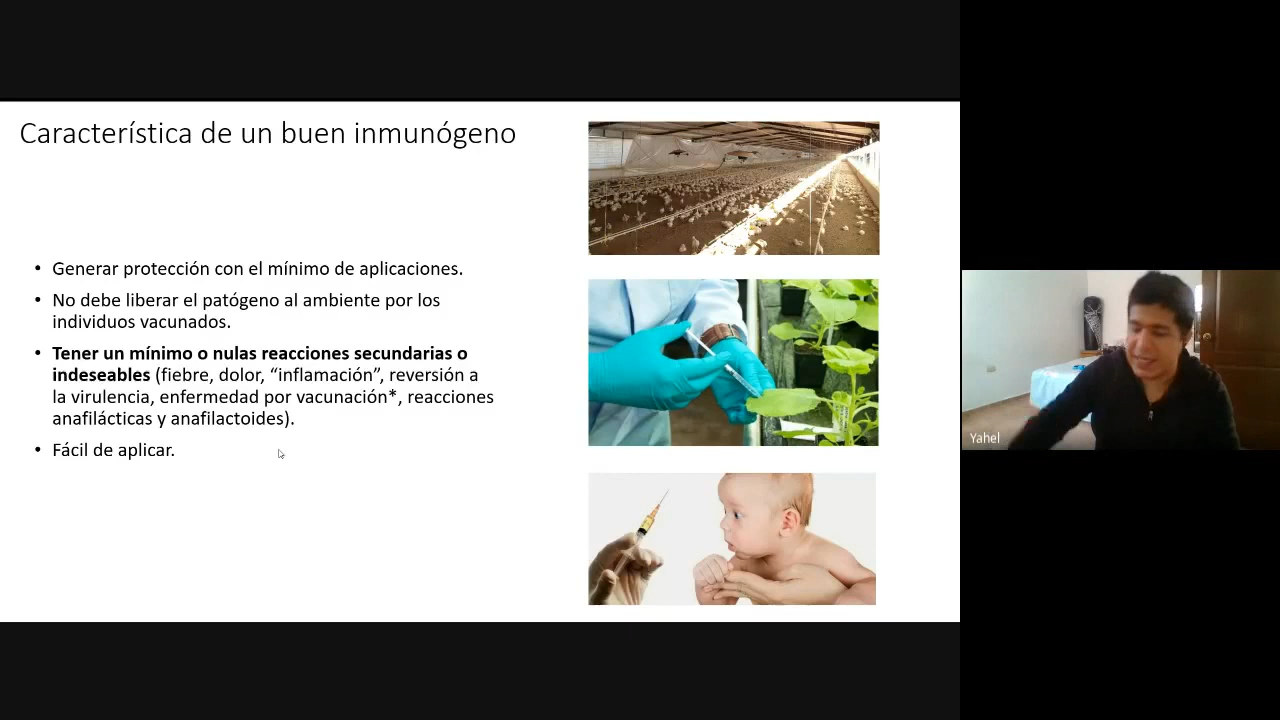 Característica de un buen inmunógeno
• Generar protección con el mínimo de aplicaciones.
• No debe liberar el patógeno al ambiente por los
individuos vacunados.
• Tener un mínimo o nulas reacciones secundarias o
indeseables (fiebre, dolor, “inflamación”, reversión a
la virulencia, enfermedad por vacunación*, reacciones
anafilácticas y anafilactoides).
• Fácil de aplicar.
Yahel